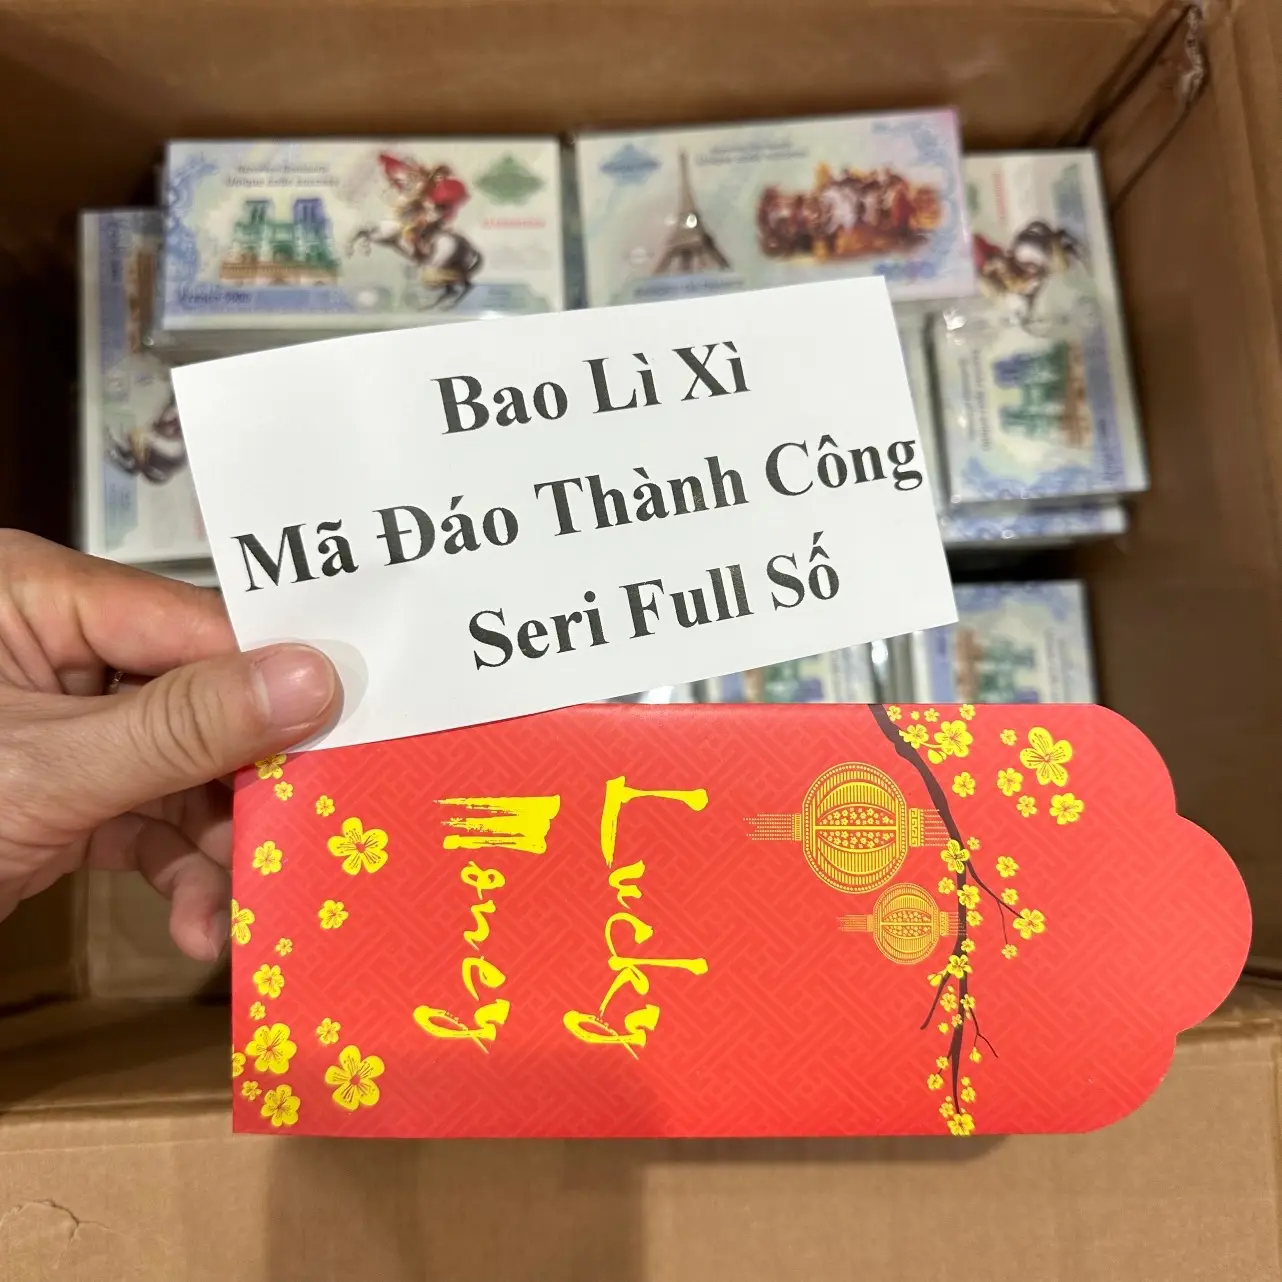 Bao Lì Xì
Mã Đáo Thành Công
Seri Full Số
Lucky
Money